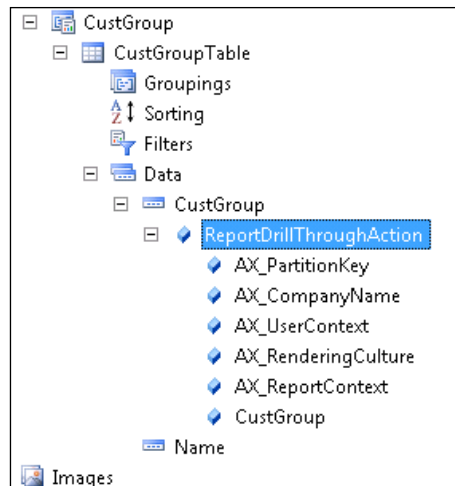 CustGroup
CustGroupTable
Groupings
Sorting
Filters
Data
CustGroup
ReportDrillThroughAction
AX_PartitionKey
AX_CompanyName
AX_UserContext
AX_RenderingCulture
AX_ReportContext
CustGroup
Name
Images